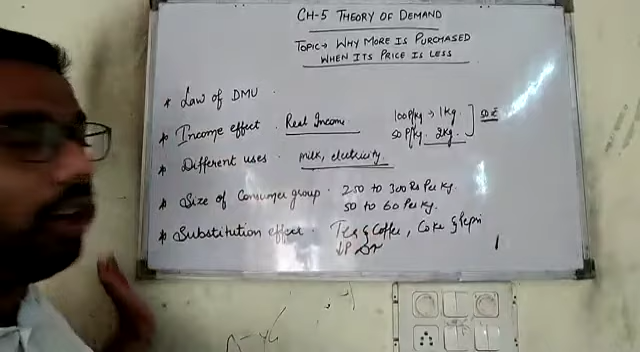 CH-5 THEORY OF DEMAND
TOPIC → WHY MORE IS PURCHASED
WHEN ITS PRICE IS LESS
* Law of DMU
* Income effect. Real Income. 100P/kg → 1kg. 50P/kg. 2kg.
* Different uses. milk, electricity.
* Size of Consumer group. 250 to 300 Rs Per Kg.
50 to 60 Per Kg.
* Substitution effect. Tea & Coffee, Coke & Pepsi